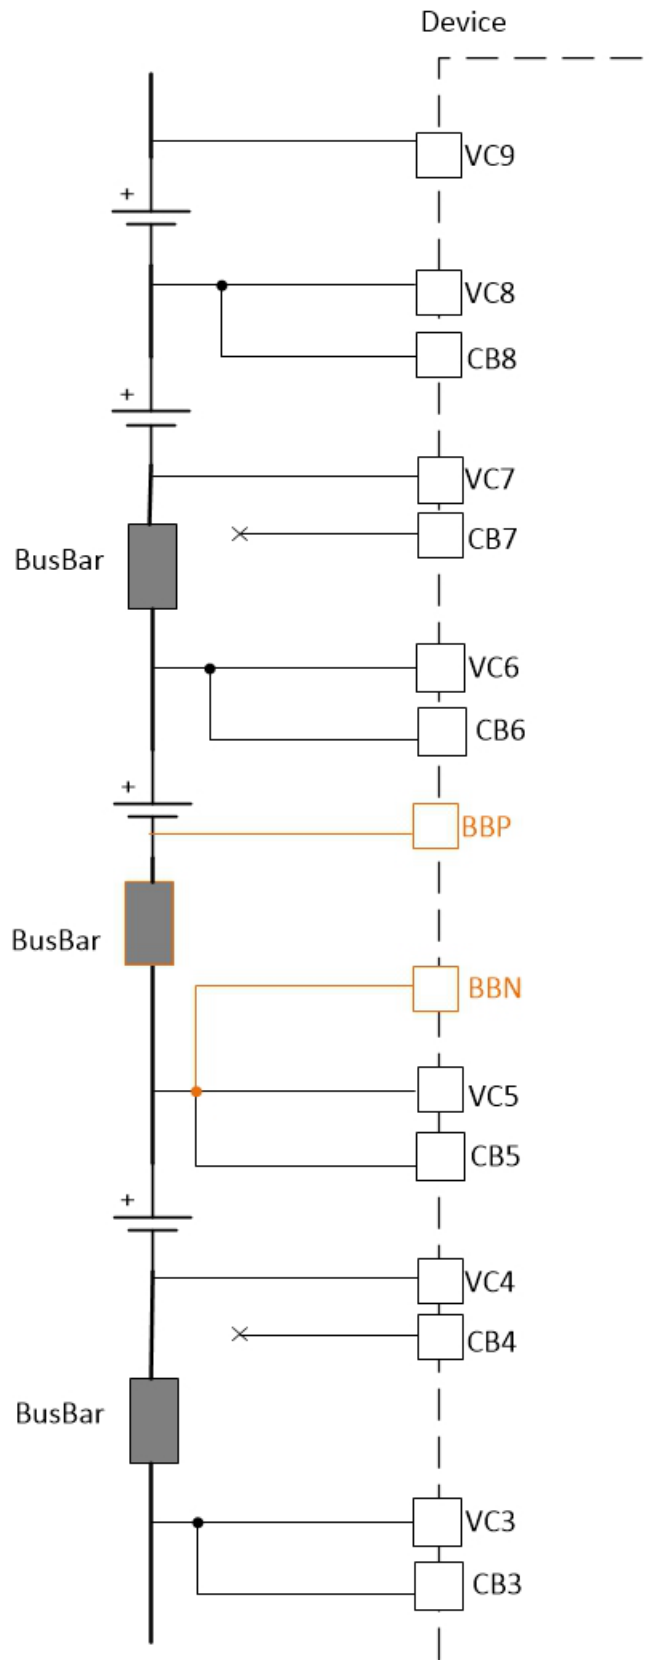 Device
VC9
+
VC8
CB8
+
VC7
CB7
BusBar
VC6
CB6
+
BBP
BusBar
BBN
VC5
CB5
+
VC4
CB4
BusBar
VC3
CB3